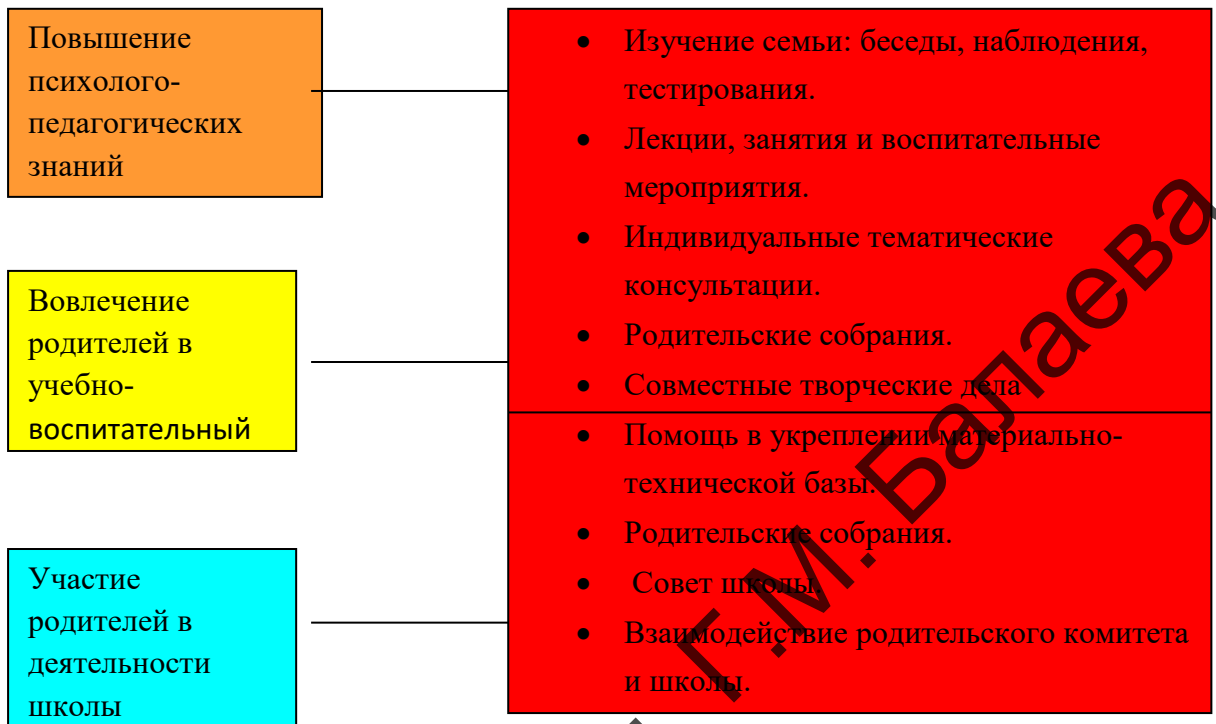 Повышение
психолого-
педагогических
знаний
Вовлечение
родителей в
учебно-
воспитательный
Участие
родителей в
деятельности
школы
• Изучение семьи: беседы, наблюдения,
тестирования.
• Лекции, занятия и воспитательные
мероприятия.
• Индивидуальные тематические
консультации.
• Родительские собрания.
• Совместные творческие дела
• Помощь в укреплении материально-
технической базы.
• Родительские собрания.
• Совет школы.
• Взаимодействие родительского комитета
и школы.
Г.М. Балаева